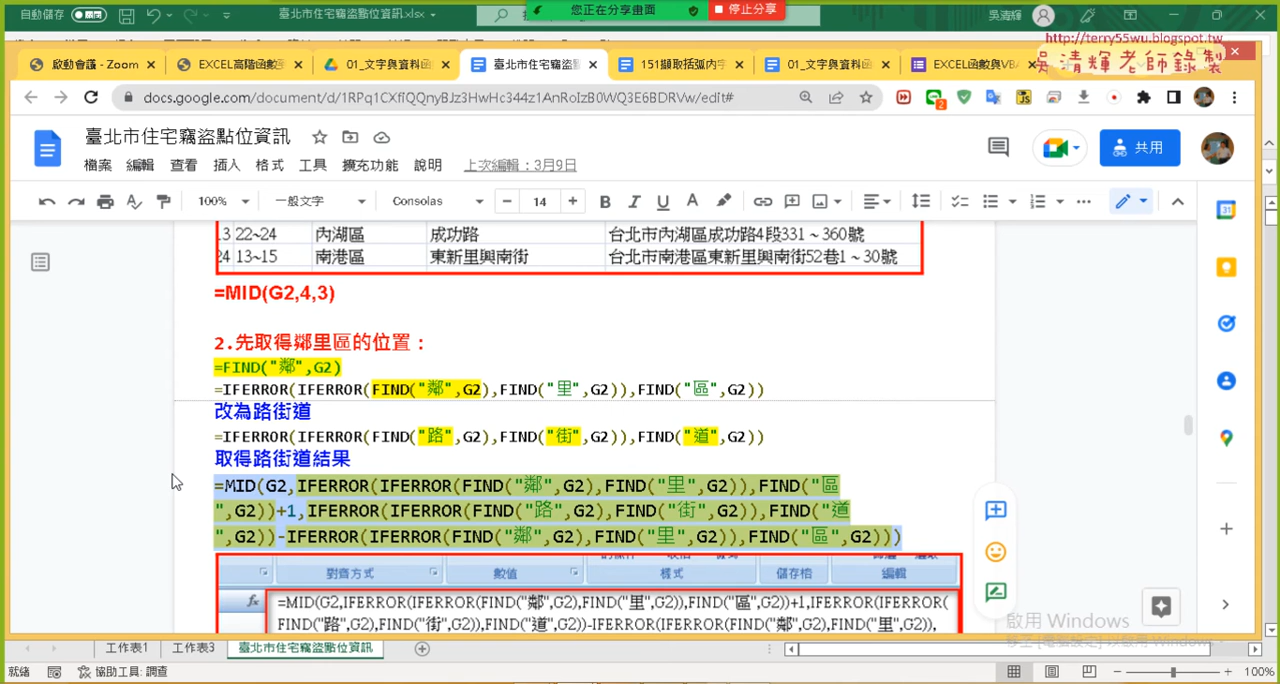 自動儲存
臺北市住宅竊盜點位資訊.xlsx
您正在分享畫面
停止分享
吳清輝
http://terry55wu.blogspot.tw
吳清輝老師錄製
啟動會議 - Zoom
EXCEL高階函數
01_文字與資料函
臺北市住宅竊盜
151擷取括弧內字
01_文字與資料函
EXCEL函數與VBA
docs.google.com/document/d/1RPq1CXfiQQnyBJz3HwHc344z1AnRoIzB0WQ3E6BDRVw/edit#
臺北市住宅竊盜點位資訊
檔案 編輯 查看 插入 格式 工具 擴充功能 說明 上次編輯:3月9日
共用
100% 一般文字 Consolas 14
13 22~24 內湖區 成功路 台北市內湖區成功路4段331~360號
24 13~15 南港區 東新里興南街 台北市南港區東新里興南街52巷1~30號
=MID(G2,4,3)
2.先取得鄰里區的位置:
=FIND("鄰",G2)
=IFERROR(IFERROR(FIND("鄰",G2),FIND("里",G2)),FIND("區",G2))
改為路街道
=IFERROR(IFERROR(FIND("路",G2),FIND("街",G2)),FIND("道",G2))
取得路街道結果
=MID(G2,IFERROR(IFERROR(FIND("鄰",G2),FIND("里",G2)),FIND("區
",G2))+1,IFERROR(IFERROR(FIND("路",G2),FIND("街",G2)),FIND("道
",G2))-IFERROR(IFERROR(FIND("鄰",G2),FIND("里",G2)),FIND("區",G2)))
對齊方式 數值 樣式 儲存格 編輯
fx =MID(G2,IFERROR(IFERROR(FIND("鄰",G2),FIND("里",G2)),FIND("區",G2))+1,IFERROR(IFERROR(
FIND("路",G2),FIND("街",G2)),FIND("道",G2))-IFERROR(IFERROR(FIND("鄰",G2),FIND("里",G2)),
啟用 Windows
工作表1 工作表3 臺北市住宅竊盜點位資訊
就緒 協助工具: 調查 100%